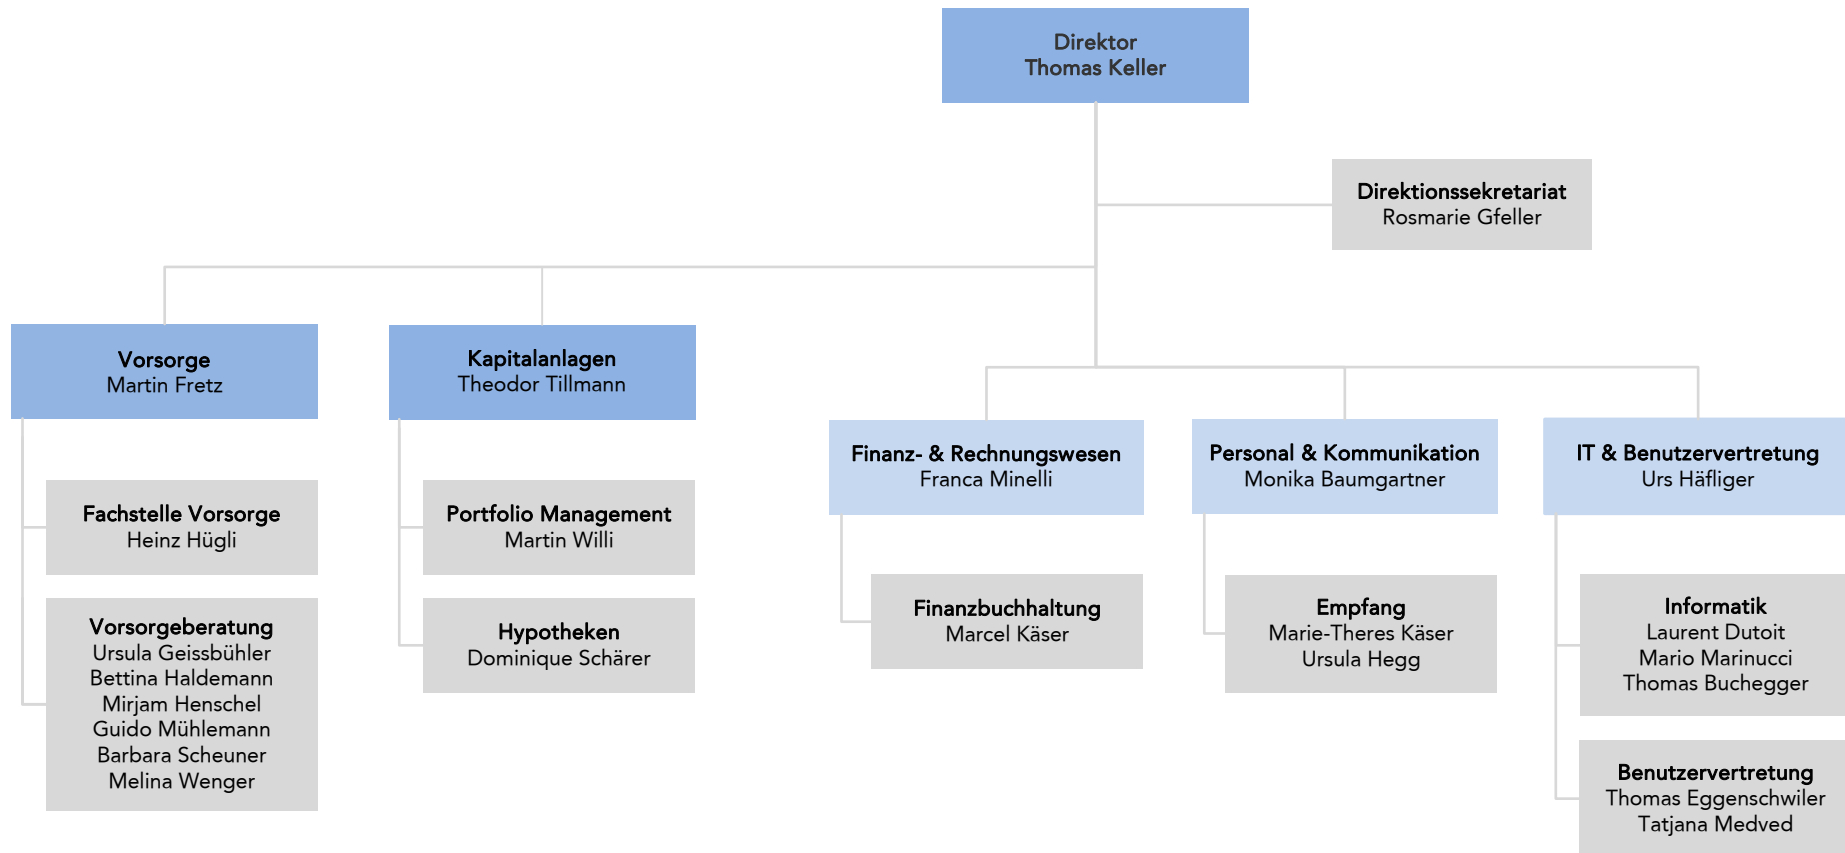 Direktor
Thomas Keller
Direktionssekretariat
Rosmarie Gfeller
Vorsorge
Martin Fretz
Kapitalanlagen
Theodor Tillmann
Finanz- & Rechnungswesen
Franca Minelli
Personal & Kommunikation
Monika Baumgartner
IT & Benutzervertretung
Urs Häfliger
Fachstelle Vorsorge
Heinz Hügli
Vorsorgeberatung
Ursula Geissbühler
Bettina Haldemann
Mirjam Henschel
Guido Mühlemann
Barbara Scheuner
Melina Wenger
Portfolio Management
Martin Willi
Hypotheken
Dominique Schärer
Finanzbuchhaltung
Marcel Käser
Empfang
Marie-Theres Käser
Ursula Hegg
Informatik
Laurent Dutoit
Mario Marinucci
Thomas Buchegger
Benutzervertretung
Thomas Eggenschwiler
Tatjana Medved